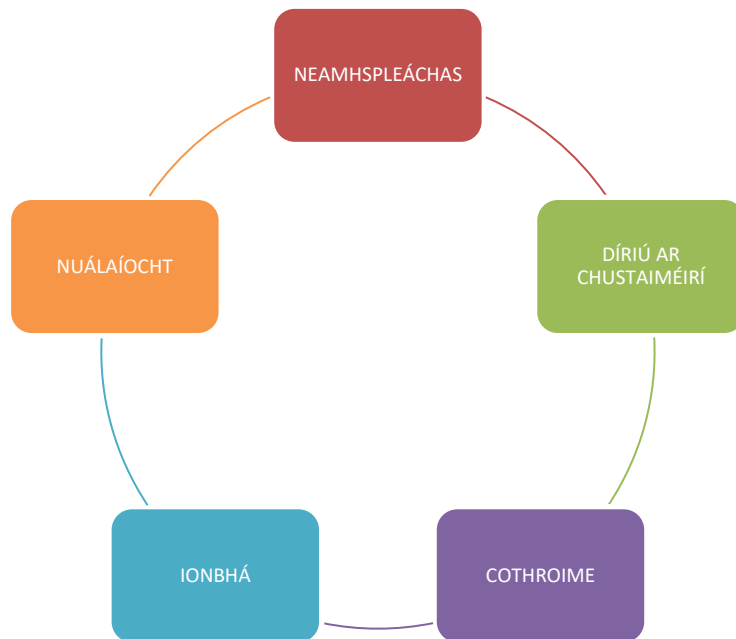 NEAMHSPLEÁCHAS
DÍRIÚ AR
CHUSTAIMÉIRÍ
COTHROIME
IONBHÁ
NUÁLAÍOCHT